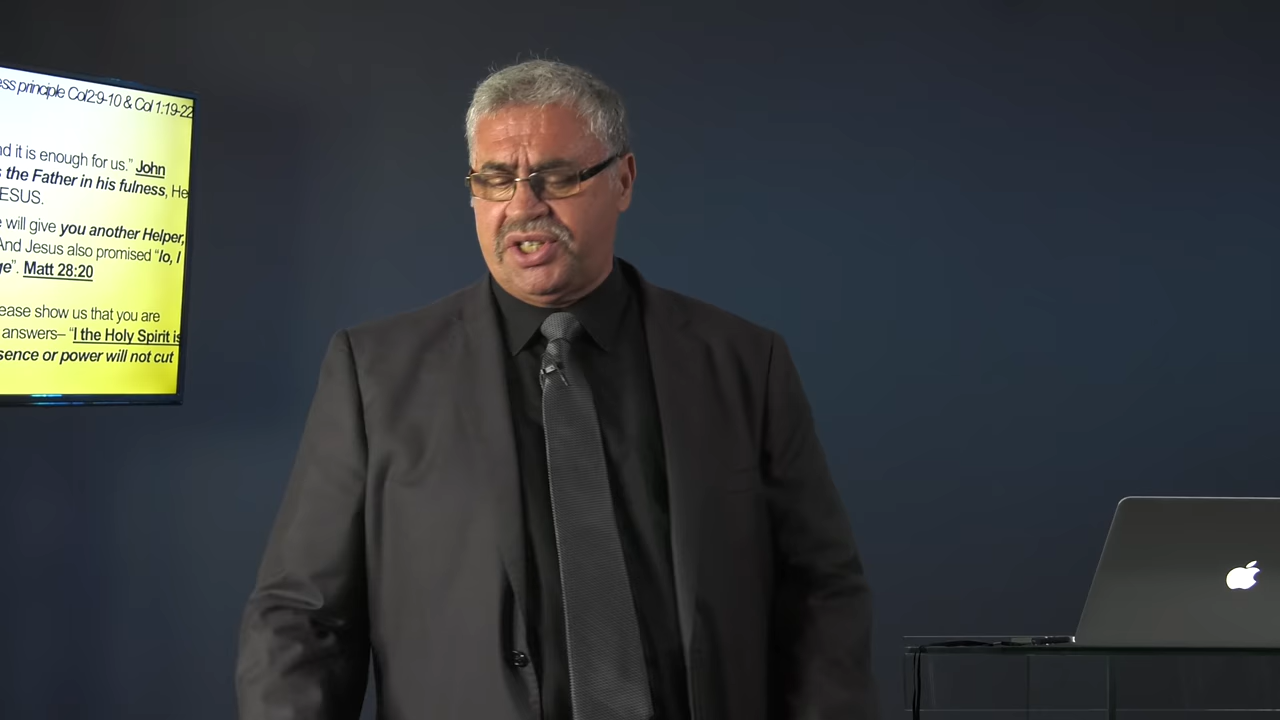 ess principle Col2:9-10 & Col 1:19-22
nd it is enough for us.” John
s the Father in his fulness, He
ESUS.
e will give you another Helper,
And Jesus also promised “lo, I
ge”. Matt 28:20
ease show us that you are
answers– “I the Holy Spirit is
sence or power will not cut